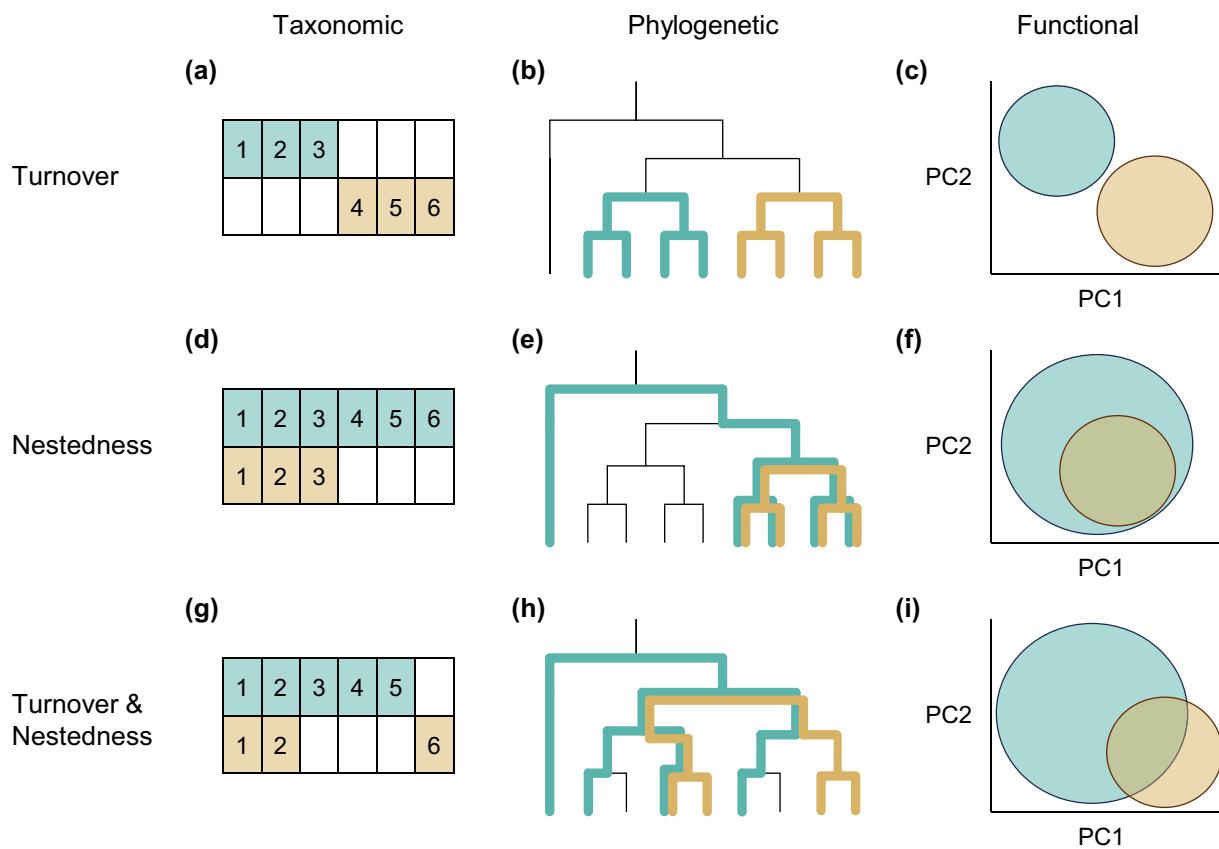 Taxonomic Phylogenetic Functional
(a) (b) (c)
Turnover
1 2 3
4 5 6
PC2
PC1
(d) (e) (f)
Nestedness
1 2 3 4 5 6
1 2 3
PC2
PC1
(g) (h) (i)
Turnover &
Nestedness
1 2 3 4 5
1 2 6
PC2
PC1